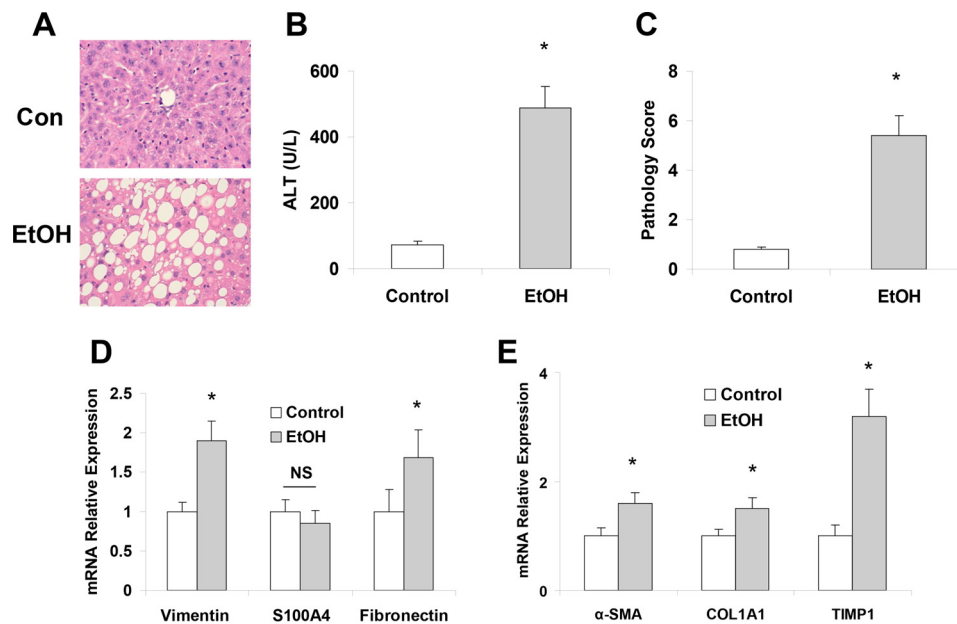 A
Con
EtOH
B
*
600
400
200
0
ALT (U/L)
Control EtOH
C
*
8
6
4
2
0
Pathology Score
Control EtOH
D
mRNA Relative Expression
2.5
2
1.5
1
0.5
0
*
Control
EtOH
NS
*
Vimentin S100A4 Fibronectin
E
mRNA Relative Expression
4
2
0
Control
EtOH
*
*
*
α-SMA COL1A1 TIMP1